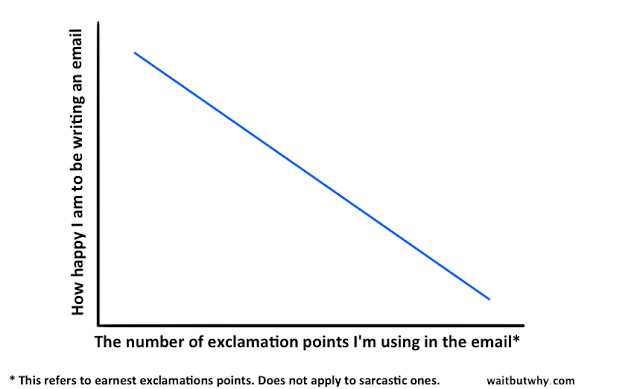 How happy I am to be writing an email
The number of exclamation points I'm using in the email*
* This refers to earnest exclamations points. Does not apply to sarcastic ones.
waitbutwhy.com